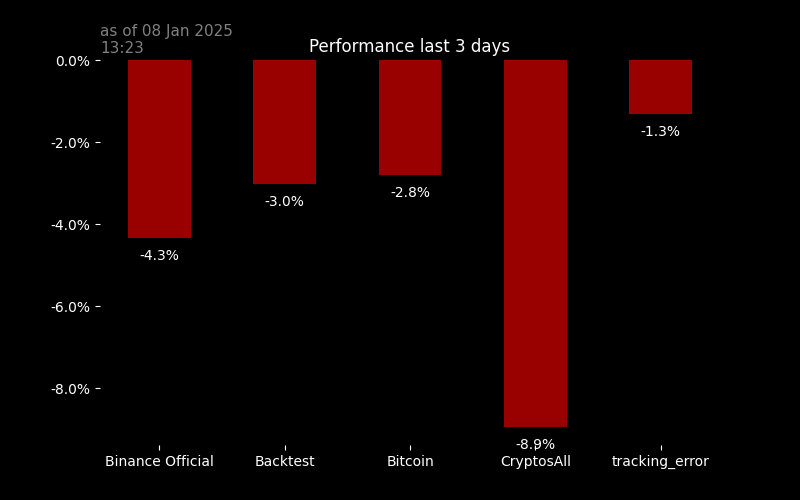 as of 08 Jan 2025
13:23
Performance last 3 days
0.0%
-2.0%
-4.0%
-6.0%
-8.0%
-4.3%
-3.0%
-2.8%
-8.9%
-1.3%
Binance Official
Backtest
Bitcoin
CryptosAll
tracking_error